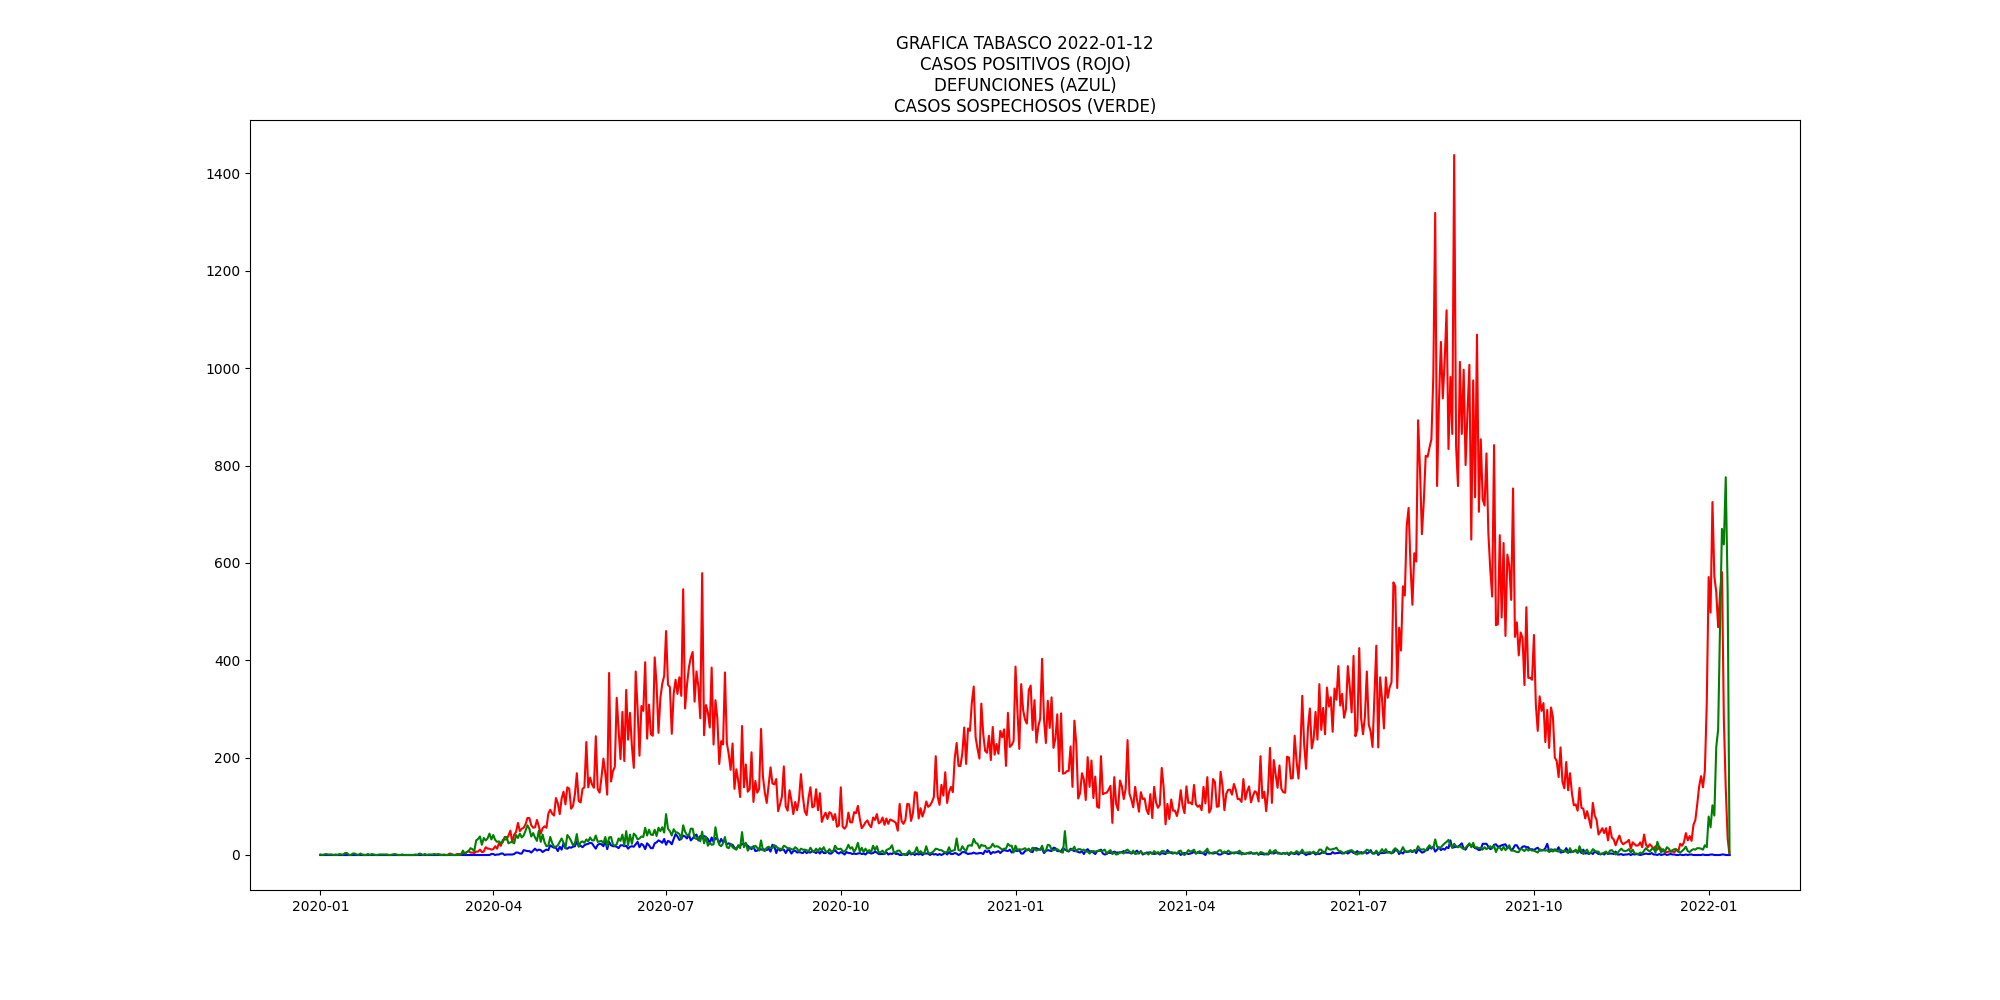 GRAFICA TABASCO 2022-01-12
CASOS POSITIVOS (ROJO)
DEFUNCIONES (AZUL)
CASOS SOSPECHOSOS (VERDE)
1400
1200
1000
800
600
400
200
0
2020-01 2020-04 2020-07 2020-10 2021-01 2021-04 2021-07 2021-10 2022-01